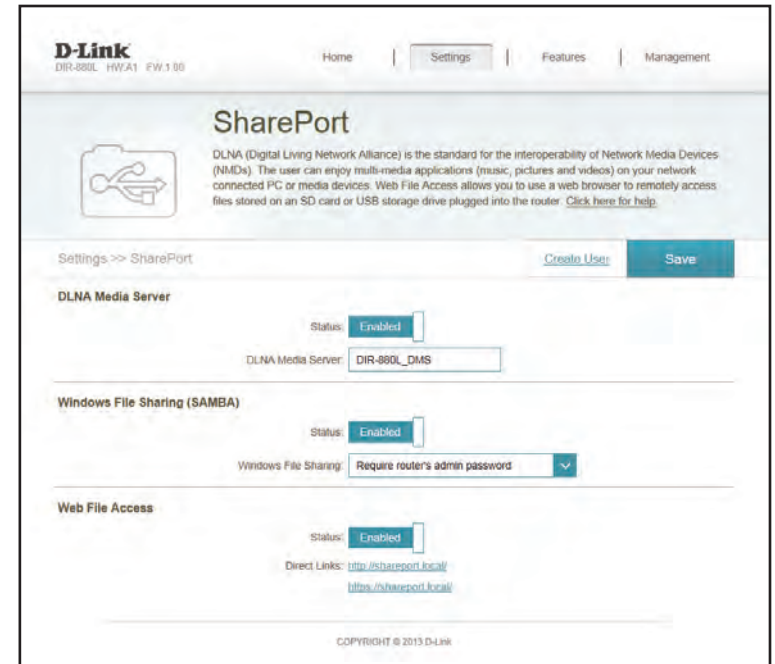 D-Link
DIR-880L HW:A1 FW:1.00
Home | Settings | Features | Management
SharePort
DLNA (Digital Living Network Alliance) is the standard for the interoperability of Network Media Devices
(NMDs). The user can enjoy multi-media applications (music, pictures and videos) on your network
connected PC or media devices. Web File Access allows you to use a web browser to remotely access
files stored on an SD card or USB storage drive plugged into the router. Click here for help.
Settings >> SharePort
Create User
Save
DLNA Media Server
Status: Enabled
DLNA Media Server: DIR-880L_DMS
Windows File Sharing (SAMBA)
Status: Enabled
Windows File Sharing: Require router's admin password
Web File Access
Status: Enabled
Direct Links: http://shareport.local/
https://shareport.local/
COPYRIGHT © 2013 D-Link